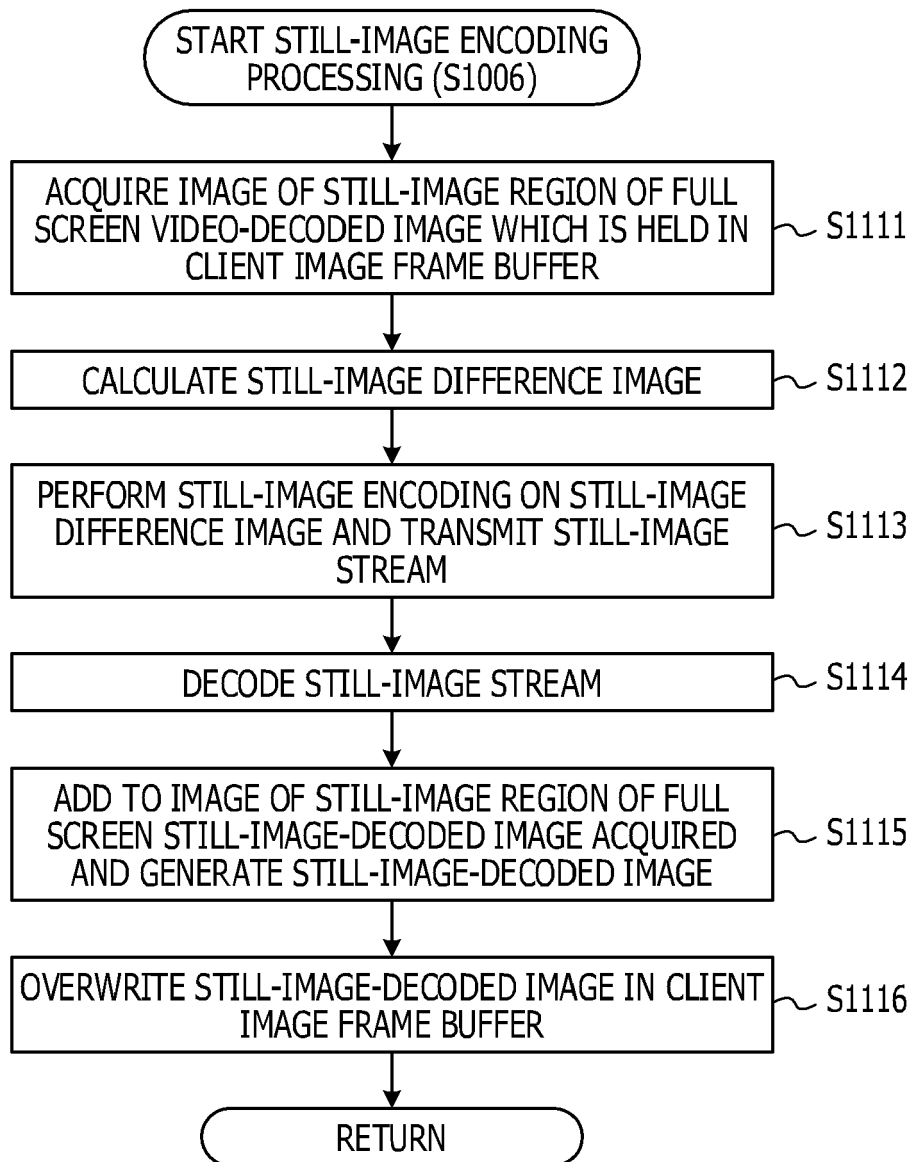 START STILL-IMAGE ENCODING
PROCESSING (S1006)
ACQUIRE IMAGE OF STILL-IMAGE REGION OF FULL
SCREEN VIDEO-DECODED IMAGE WHICH IS HELD IN
CLIENT IMAGE FRAME BUFFER
S1111
CALCULATE STILL-IMAGE DIFFERENCE IMAGE
S1112
PERFORM STILL-IMAGE ENCODING ON STILL-IMAGE
DIFFERENCE IMAGE AND TRANSMIT STILL-IMAGE
STREAM
S1113
DECODE STILL-IMAGE STREAM
S1114
ADD TO IMAGE OF STILL-IMAGE REGION OF FULL
SCREEN STILL-IMAGE-DECODED IMAGE ACQUIRED
AND GENERATE STILL-IMAGE-DECODED IMAGE
S1115
OVERWRITE STILL-IMAGE-DECODED IMAGE IN CLIENT
IMAGE FRAME BUFFER
S1116
RETURN